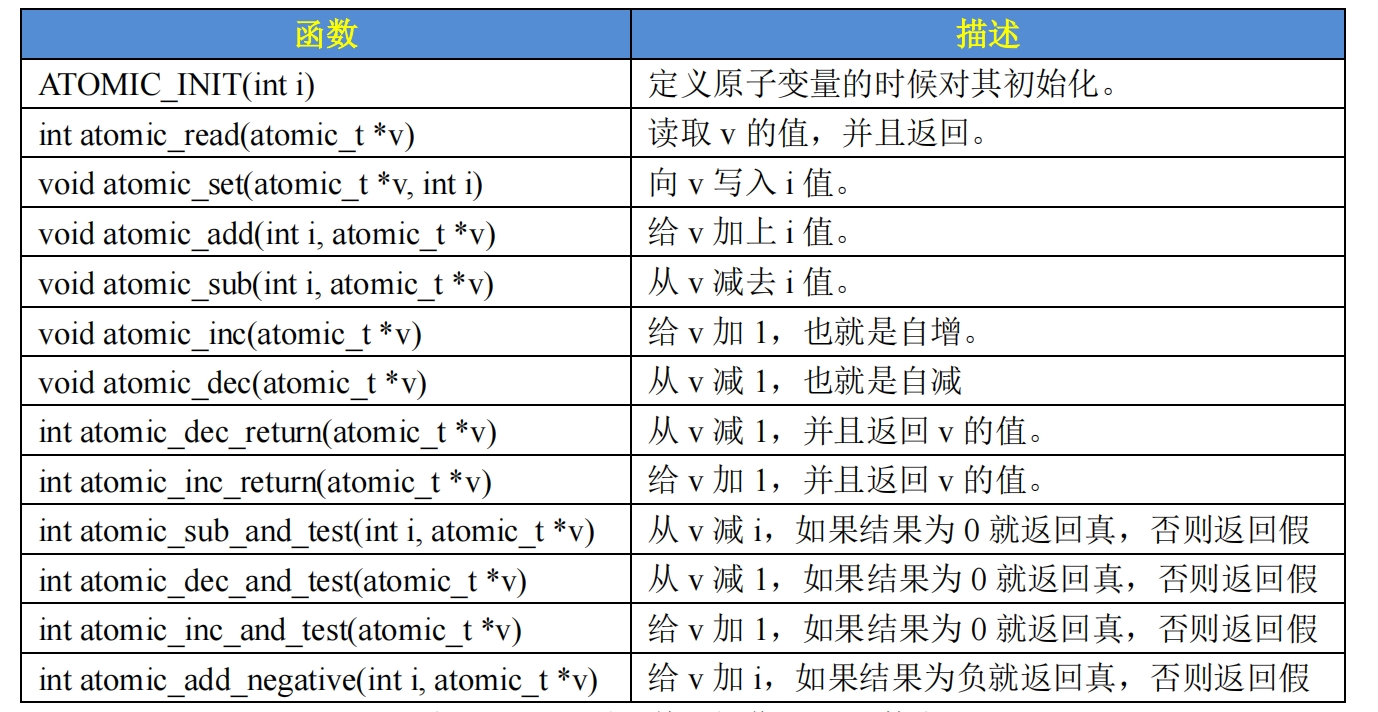 函数 描述
ATOMIC_INIT(int i) 定义原子变量的时候对其初始化。
int atomic_read(atomic_t *v) 读取 v 的值，并且返回。
void atomic_set(atomic_t *v, int i) 向 v 写入 i 值。
void atomic_add(int i, atomic_t *v) 给 v 加上 i 值。
void atomic_sub(int i, atomic_t *v) 从 v 减去 i 值。
void atomic_inc(atomic_t *v) 给 v 加 1，也就是自增。
void atomic_dec(atomic_t *v) 从 v 减 1，也就是自减
int atomic_dec_return(atomic_t *v) 从 v 减 1，并且返回 v 的值。
int atomic_inc_return(atomic_t *v) 给 v 加 1，并且返回 v 的值。
int atomic_sub_and_test(int i, atomic_t *v) 从 v 减 i，如果结果为 0 就返回真，否则返回假
int atomic_dec_and_test(atomic_t *v) 从 v 减 1，如果结果为 0 就返回真，否则返回假
int atomic_inc_and_test(atomic_t *v) 给 v 加 1，如果结果为 0 就返回真，否则返回假
int atomic_add_negative(int i, atomic_t *v) 给 v 加 i，如果结果为负就返回真，否则返回假